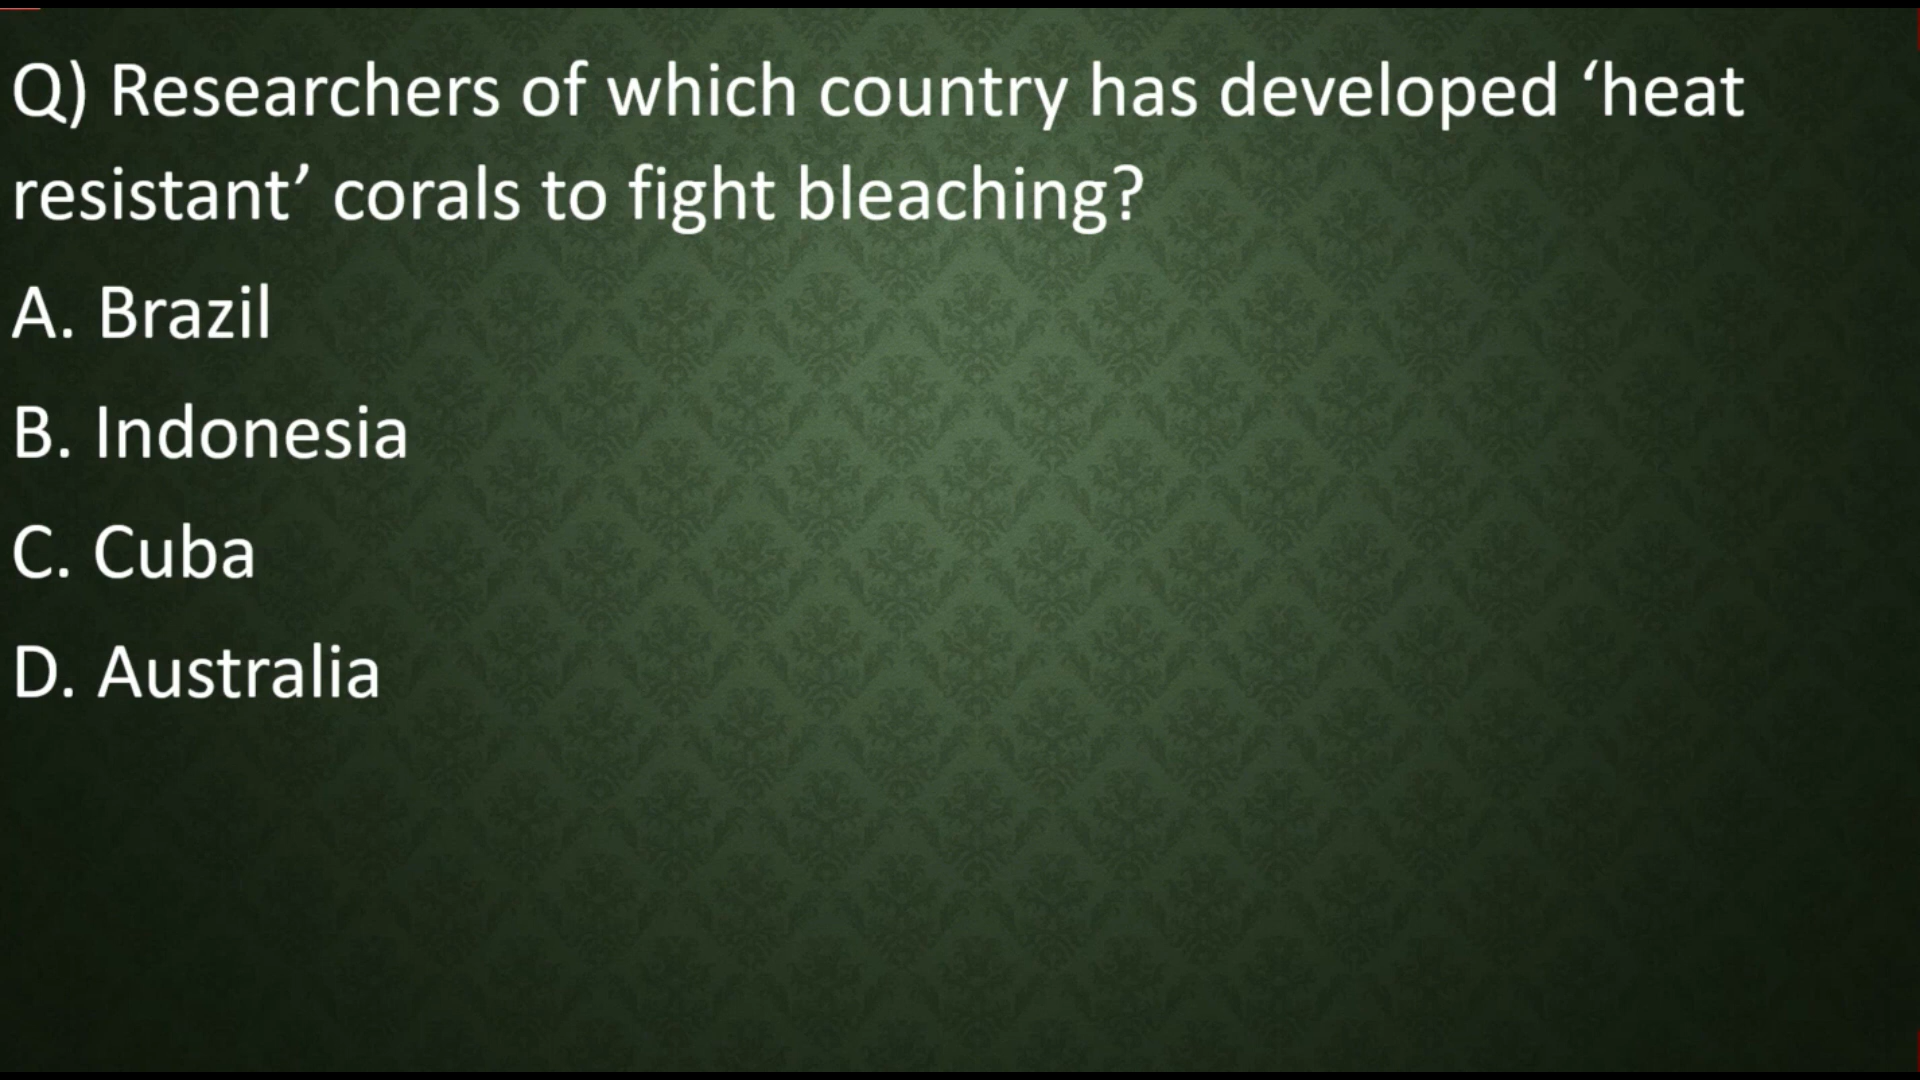 Q) Researchers of which country has developed ‘heat
resistant’ corals to fight bleaching?
A. Brazil
B. Indonesia
C. Cuba
D. Australia